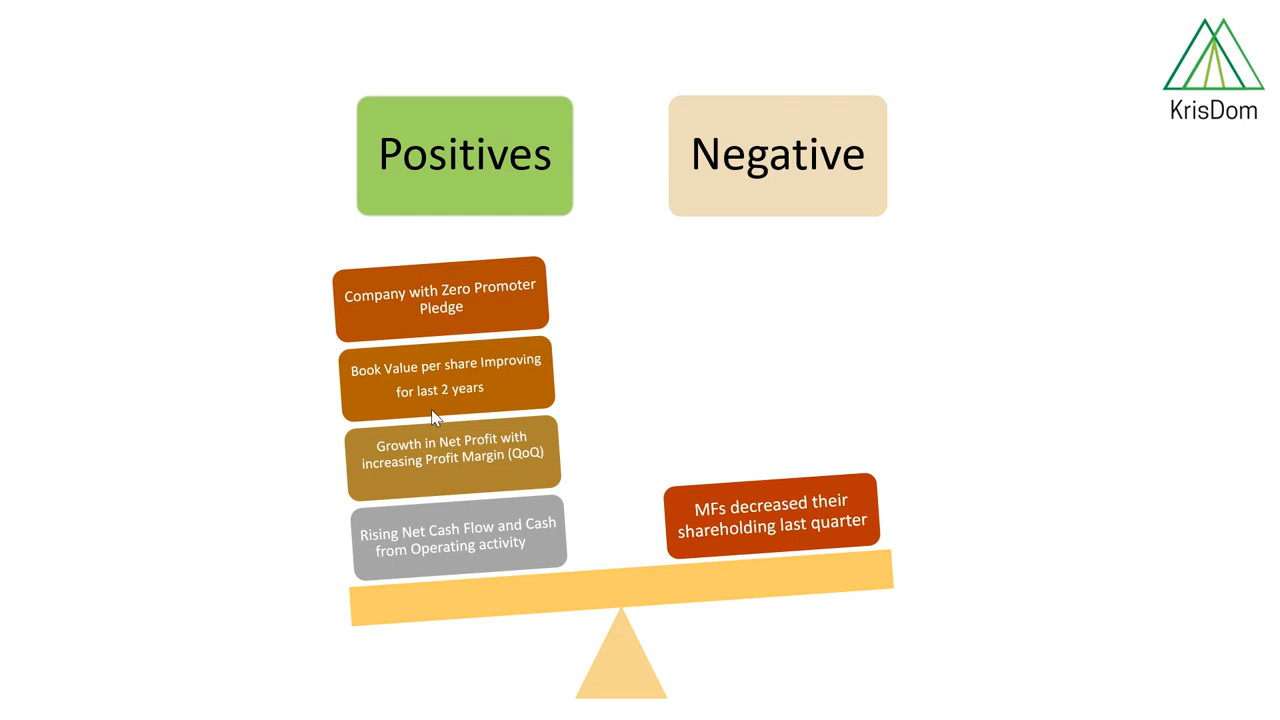 KrisDom
Positives
Negative
Company with Zero Promoter
Pledge
Book Value per share Improving
for last 2 years
Growth in Net Profit with
increasing Profit Margin (QoQ)
Rising Net Cash Flow and Cash
from Operating activity
MFs decreased their
shareholding last quarter